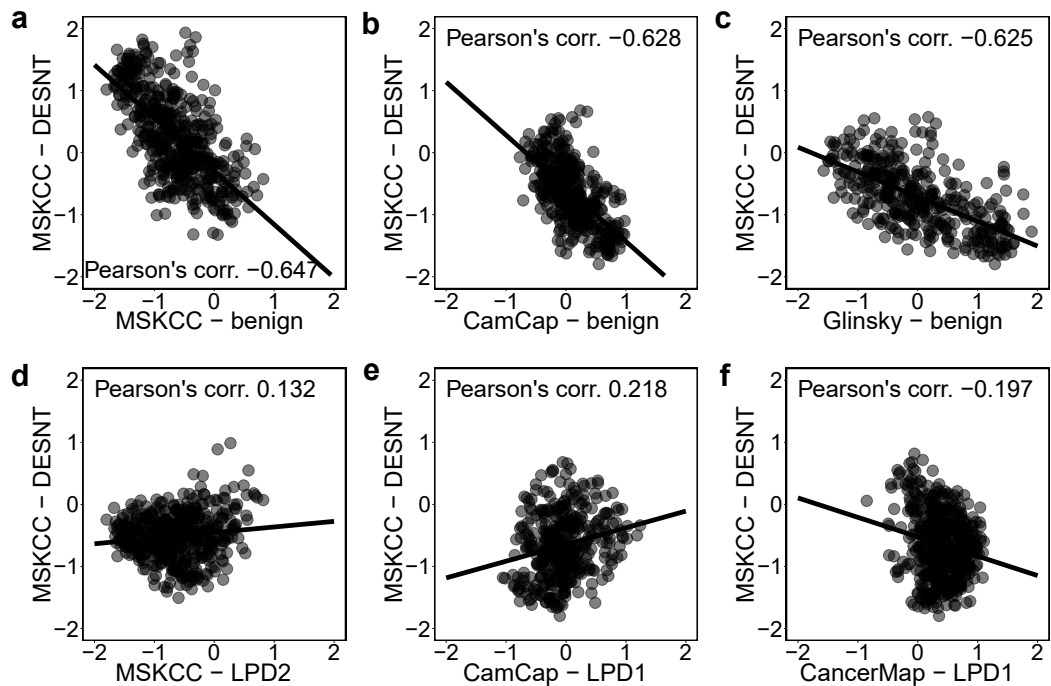 a
Pearson's corr. −0.647
MSKCC − DESNT
2
1
0
−1
−2
−2 −1 0 1 2
MSKCC − benign
b
Pearson's corr. −0.628
MSKCC − DESNT
2
1
0
−1
−2
−2 −1 0 1 2
CamCap − benign
c
Pearson's corr. −0.625
MSKCC − DESNT
2
1
0
−1
−2
−2 −1 0 1 2
Glinsky − benign
d
Pearson's corr. 0.132
MSKCC − DESNT
2
1
0
−1
−2
−2 −1 0 1 2
MSKCC − LPD2
e
Pearson's corr. 0.218
MSKCC − DESNT
2
1
0
−1
−2
−2 −1 0 1 2
CamCap − LPD1
f
Pearson's corr. −0.197
MSKCC − DESNT
2
1
0
−1
−2
−2 −1 0 1 2
CancerMap − LPD1